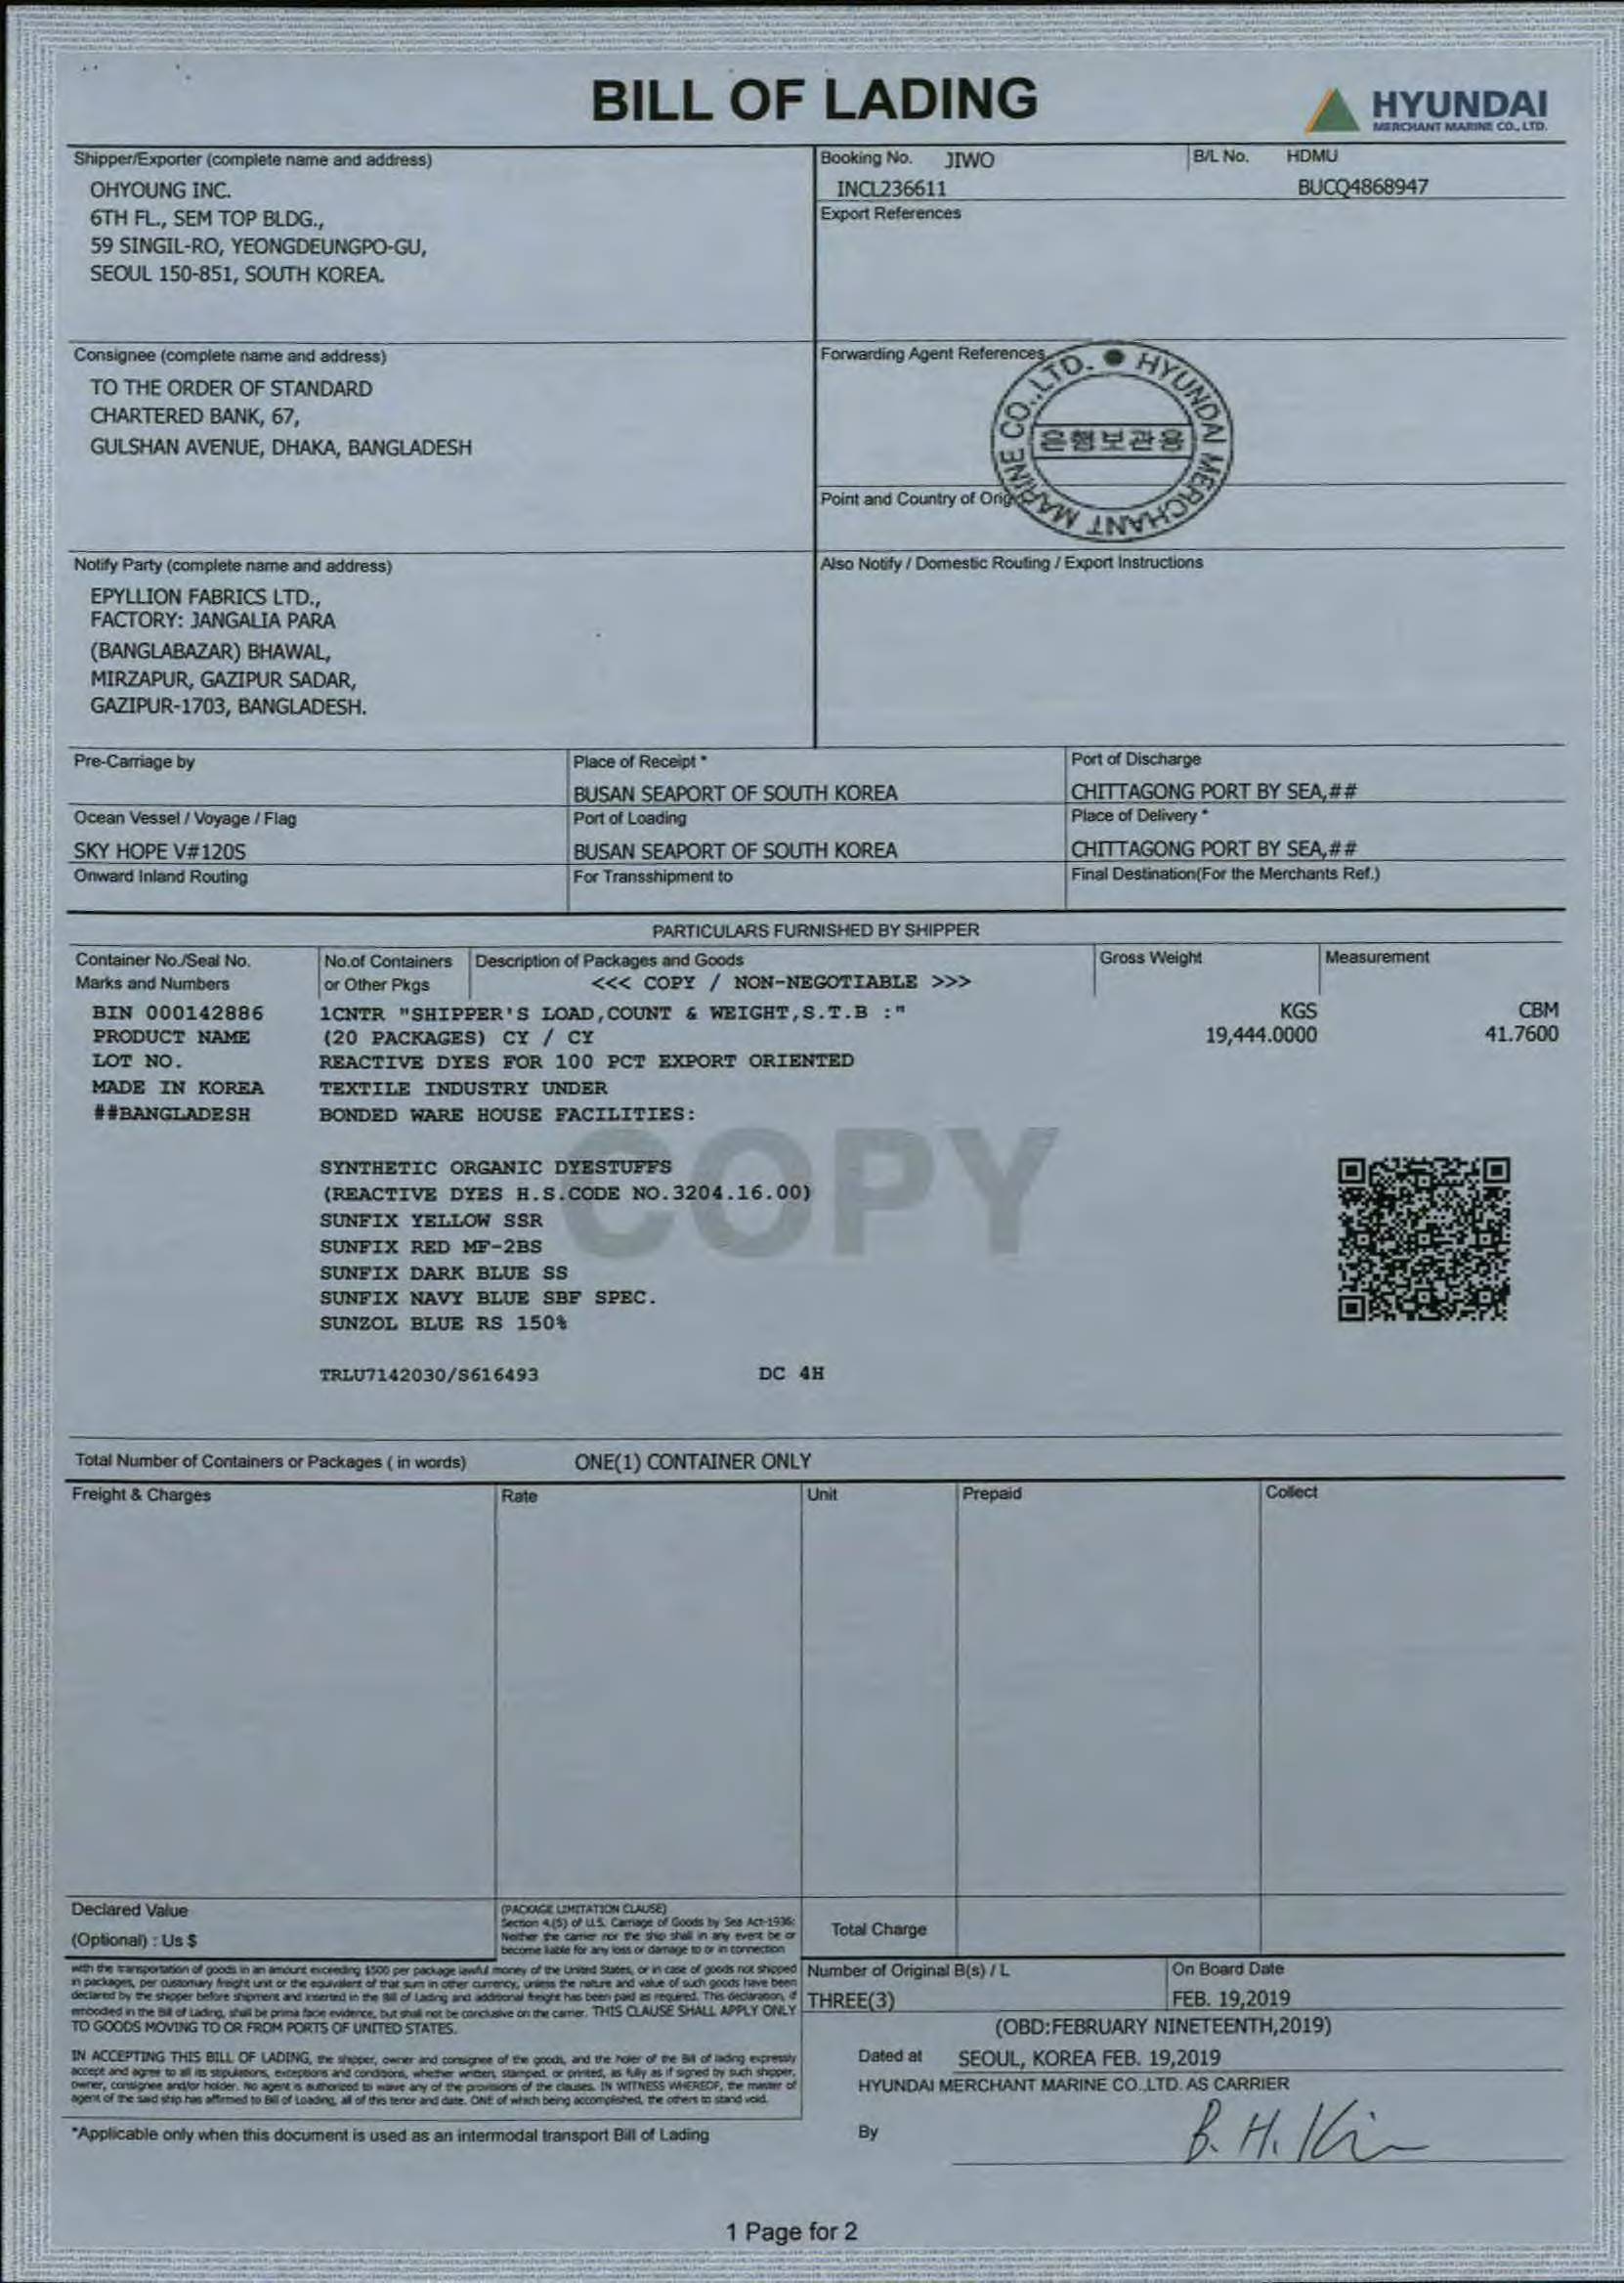 BILL OF LADING
HYUNDAI
MERCHANT MARINE CO., LTD.
Shipper/Exporter (complete name and address)
OHYOUNG INC.
6TH FL., SEM TOP BLDG.,
59 SINGIL-RO, YEONGDEUNGPO-GU,
SEOUL 150-851, SOUTH KOREA.
Booking No. JIWO
INCL236611
B/L No. HDMU
BUCQ4868947
Export References
Consignee (complete name and address)
TO THE ORDER OF STANDARD
CHARTERED BANK, 67,
GULSHAN AVENUE, DHAKA, BANGLADESH
Forwarding Agent References
HYUNDAI MERCHANT MARINE CO., LTD.
은행보관용
Point and Country of Orig
Notify Party (complete name and address)
EPYLLION FABRICS LTD.,
FACTORY: JANGALIA PARA
(BANGLABAZAR) BHAWAL,
MIRZAPUR, GAZIPUR SADAR,
GAZIPUR-1703, BANGLADESH.
Also Notify / Domestic Routing / Export Instructions
Pre-Carriage by
Place of Receipt *
BUSAN SEAPORT OF SOUTH KOREA
Port of Discharge
CHITTAGONG PORT BY SEA,##
Ocean Vessel / Voyage / Flag
SKY HOPE V#120S
Port of Loading
BUSAN SEAPORT OF SOUTH KOREA
Place of Delivery *
CHITTAGONG PORT BY SEA,##
Onward Inland Routing
For Transshipment to
Final Destination(For the Merchants Ref.)
PARTICULARS FURNISHED BY SHIPPER
Container No./Seal No.
Marks and Numbers
No.of Containers
or Other Pkgs
Description of Packages and Goods
<<< COPY / NON-NEGOTIABLE >>>
Gross Weight
Measurement
BIN 000142886
PRODUCT NAME
LOT NO.
MADE IN KOREA
##BANGLADESH
1CNTR "SHIPPER'S LOAD,COUNT & WEIGHT,S.T.B :"
(20 PACKAGES) CY / CY
REACTIVE DYES FOR 100 PCT EXPORT ORIENTED
TEXTILE INDUSTRY UNDER
BONDED WARE HOUSE FACILITIES:
KGS
19,444.0000
CBM
41.7600
COPY
SYNTHETIC ORGANIC DYESTUFFS
(REACTIVE DYES H.S.CODE NO.3204.16.00)
SUNFIX YELLOW SSR
SUNFIX RED MF-2BS
SUNFIX DARK BLUE SS
SUNFIX NAVY BLUE SBF SPEC.
SUNZOL BLUE RS 150%
TRLU7142030/S616493 DC 4H
Total Number of Containers or Packages ( in words) ONE(1) CONTAINER ONLY
Freight & Charges
Rate
Unit
Prepaid
Collect
Declared Value
(Optional) : Us $
(PACKAGE LIMITATION CLAUSE)
Section 4.(5) of U.S. Carriage of Goods by Sea Act-1936:
Neither the carrier nor the ship shall in any event be or
become liable for any loss or damage to or in connection
with the transportation of goods in an amount exceeding $500 per package lawful money of the United States, or in case of goods not shipped
in packages, per customary freight unit or the equivalent of that sum in other currency, unless the nature and value of such goods have been
declared by the shipper before shipment and inserted in the Bill of Lading and additional freight has been paid as required. This declaration, if
embodied in the Bill of Lading, shall be prima facie evidence, but shall not be conclusive on the carrier. THIS CLAUSE SHALL APPLY ONLY
TO GOODS MOVING TO OR FROM PORTS OF UNITED STATES.
IN ACCEPTING THIS BILL OF LADING, the shipper, owner and consignee of the goods, and the holer of the Bill of lading expressly
accept and agree to all its stipulations, exceptions and conditions, whether written, stamped, or printed, as fully as if signed by such shipper,
owner, consignee and/or holder. No agent is authorized to waive any of the provisions of the clauses. IN WITNESS WHEREOF, the master of
agent of the said ship has affirmed to Bill of Loading, all of this tenor and date. ONE of which being accomplished, the others to stand void.
*Applicable only when this document is used as an intermodal transport Bill of Lading
Total Charge
Number of Original B(s) / L
THREE(3)
On Board Date
FEB. 19,2019
(OBD:FEBRUARY NINETEENTH,2019)
Dated at SEOUL, KOREA FEB. 19,2019
HYUNDAI MERCHANT MARINE CO.,LTD. AS CARRIER
By B. H. Kim
1 Page for 2